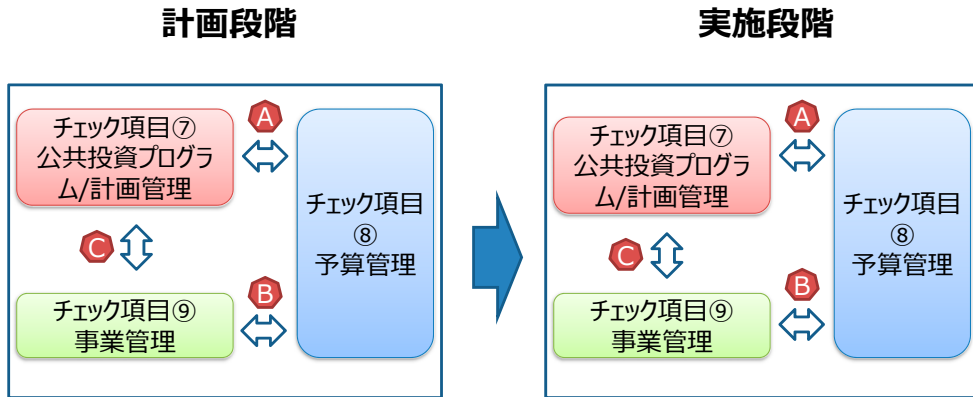 計画段階
チェック項目⑦
公共投資プログラ
ム/計画管理
A
チェック項目
⑧
予算管理
C
B
チェック項目⑨
事業管理
実施段階
チェック項目⑦
公共投資プログラ
ム/計画管理
A
チェック項目
⑧
予算管理
C
B
チェック項目⑨
事業管理